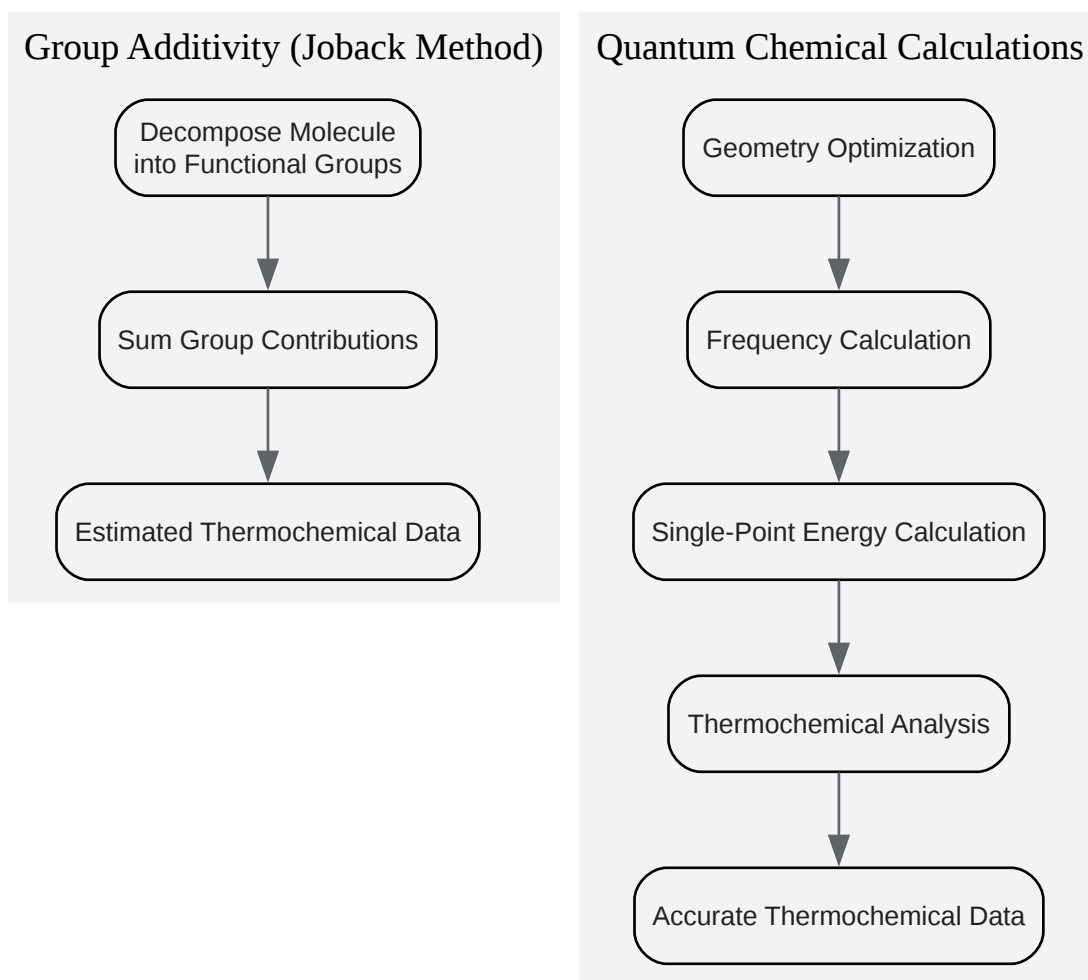 Group Additivity (Joback Method)
Decompose Molecule
into Functional Groups
Sum Group Contributions
Estimated Thermochemical Data
Quantum Chemical Calculations
Geometry Optimization
Frequency Calculation
Single-Point Energy Calculation
Thermochemical Analysis
Accurate Thermochemical Data